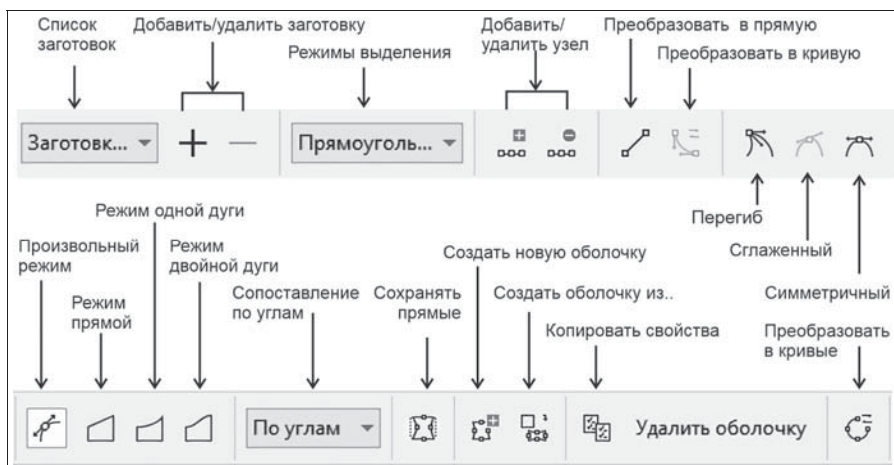 Список
заготовок
Добавить/удалить заготовку
Режимы выделения
Добавить/
удалить узел
Преобразовать в прямую
Преобразовать в кривую
Заготовк...
Прямоуголь...
Перегиб
Сглаженный
Симметричный
Произвольный
режим
Режим
прямой
Режим одной дуги
Режим
двойной дуги
Сопоставление
по углам
Сохранять
прямые
Создать новую оболочку
Создать оболочку из..
Копировать свойства
Преобразовать
в кривые
По углам
Удалить оболочку